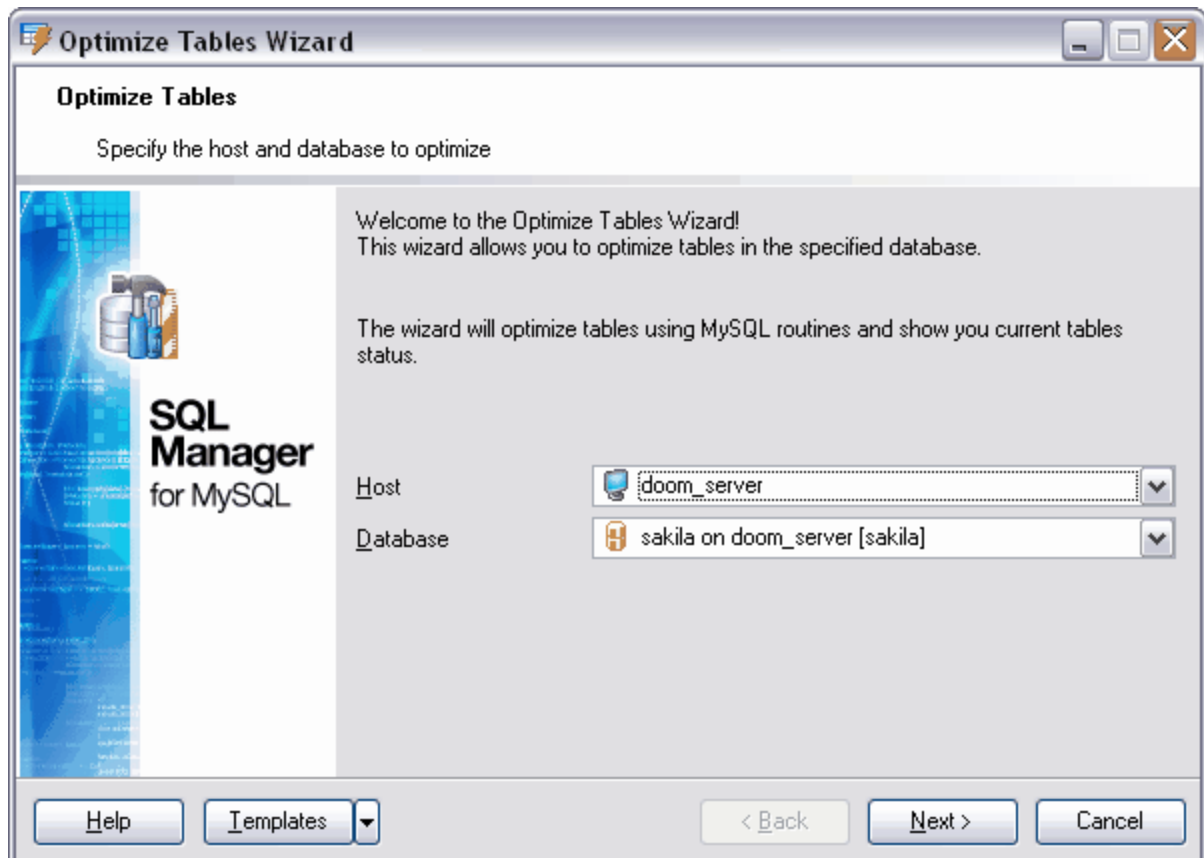 Optimize Tables Wizard
Optimize Tables
Specify the host and database to optimize
Welcome to the Optimize Tables Wizard!
This wizard allows you to optimize tables in the specified database.
The wizard will optimize tables using MySQL routines and show you current tables
status.
SQL
Manager
for MySQL
Host
doom_server
Database
sakila on doom_server [sakila]
Help
Templates
< Back
Next >
Cancel